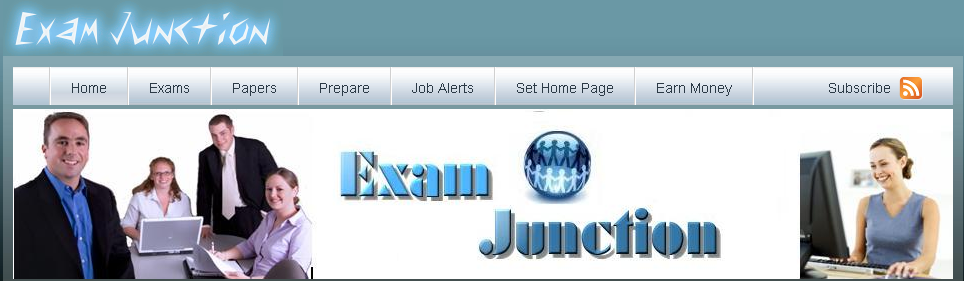 Exam Junction
Home Exams Papers Prepare Job Alerts Set Home Page Earn Money Subscribe
Exam
Junction